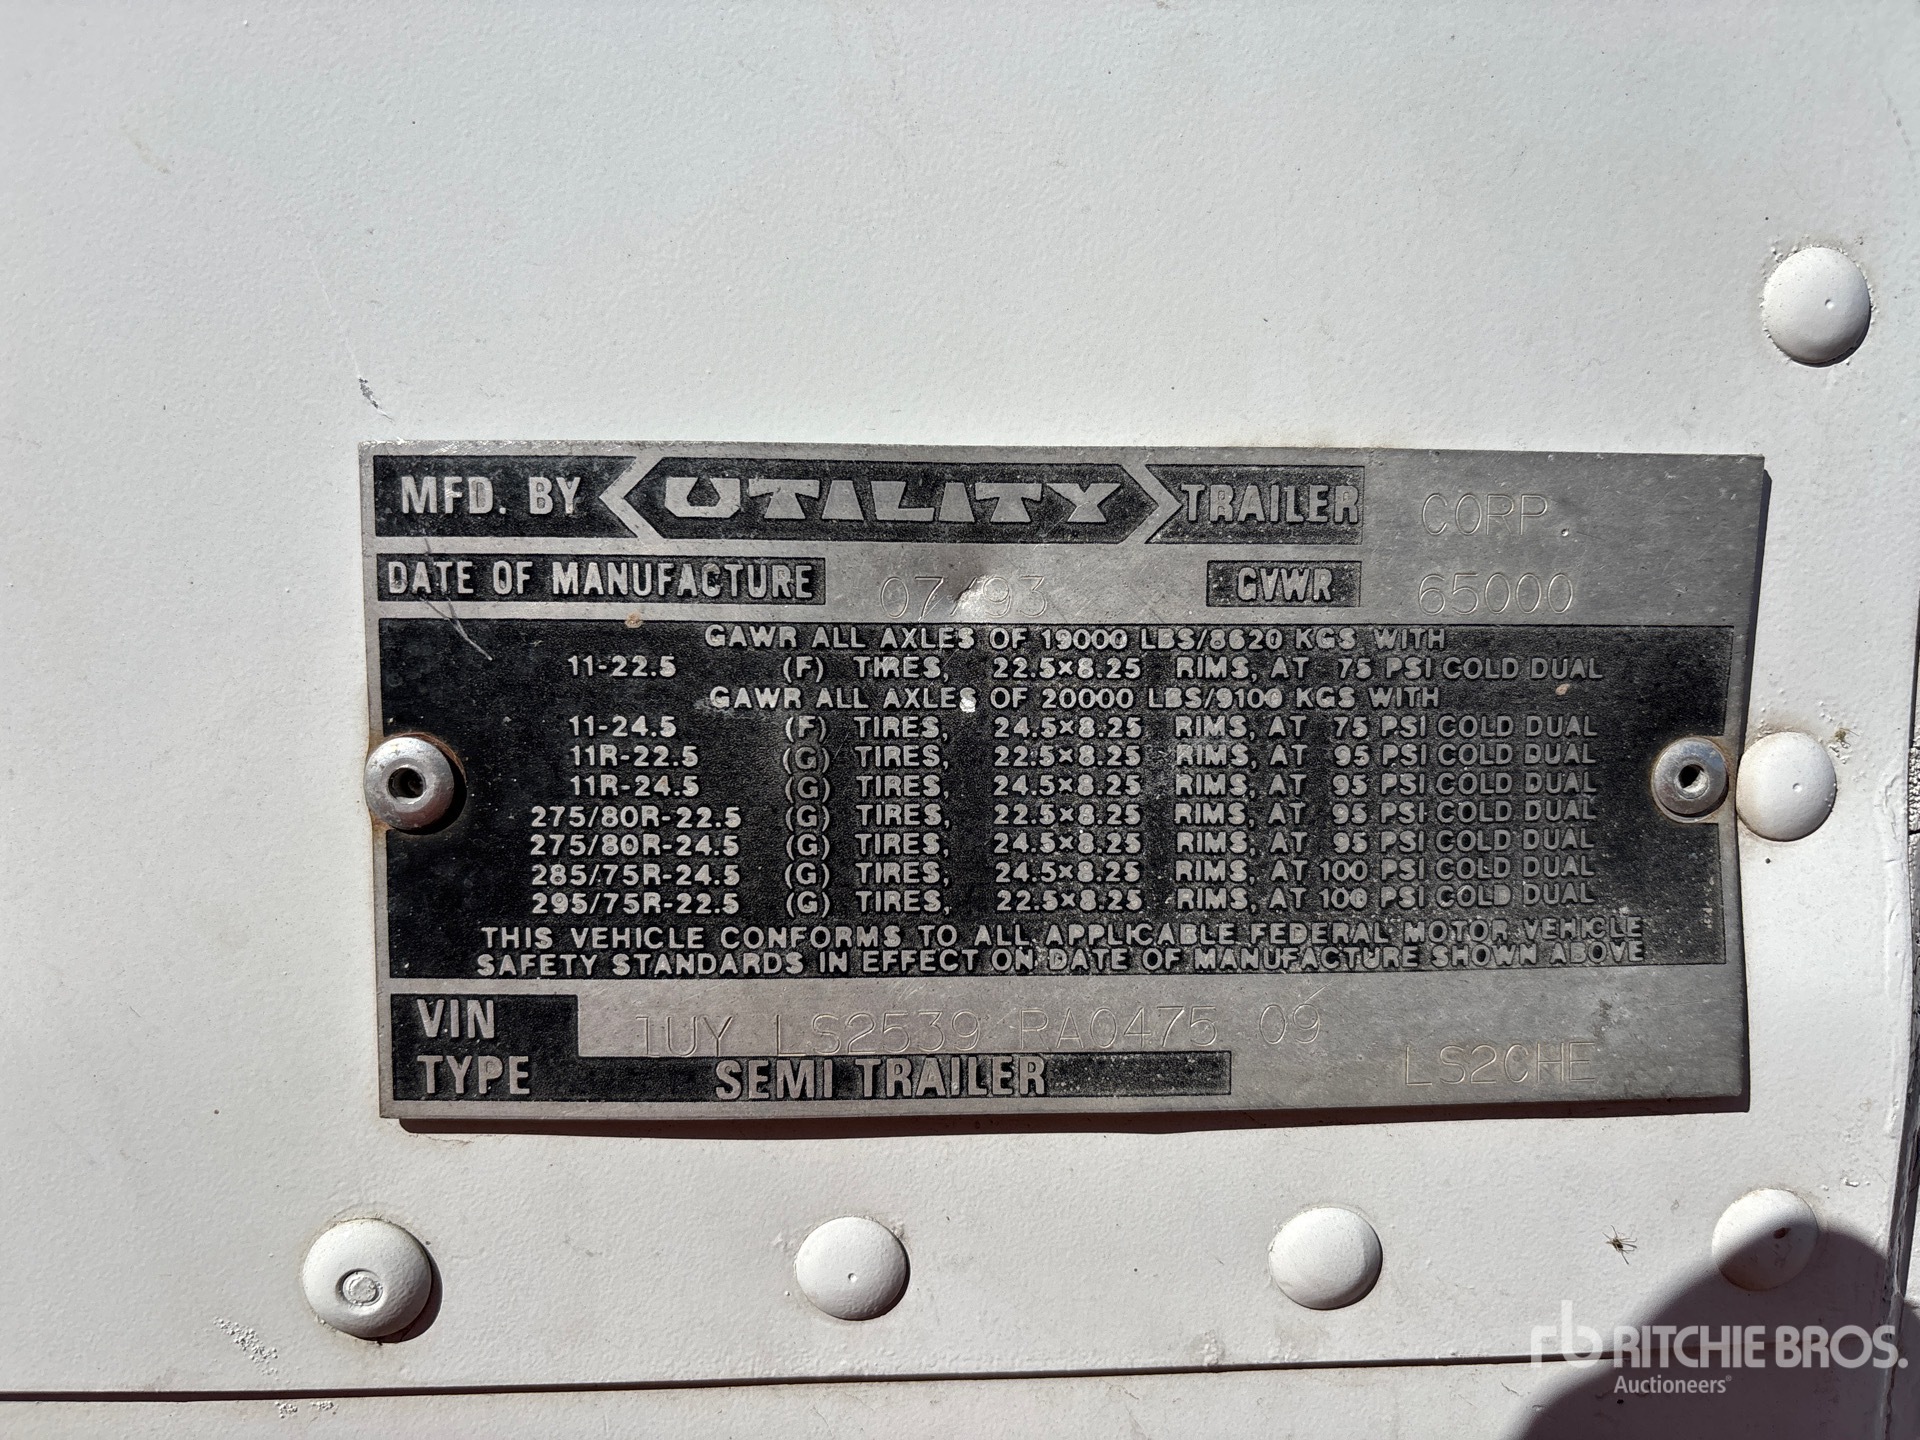 MFD. BY UTILITY TRAILER CORP.
DATE OF MANUFACTURE 07/93 GVWR 65000
GAWR ALL AXLES OF 19000 LBS/8620 KGS WITH
11-22.5 (F) TIRES, 22.5×8.25 RIMS, AT 75 PSI COLD DUAL
GAWR ALL AXLES OF 20000 LBS/9100 KGS WITH
11-24.5 (F) TIRES, 24.5×8.25 RIMS, AT 75 PSI COLD DUAL
11R-22.5 (G) TIRES, 22.5×8.25 RIMS, AT 95 PSI COLD DUAL
11R-24.5 (G) TIRES, 24.5×8.25 RIMS, AT 95 PSI COLD DUAL
275/80R-22.5 (G) TIRES, 22.5×8.25 RIMS, AT 95 PSI COLD DUAL
275/80R-24.5 (G) TIRES, 24.5×8.25 RIMS, AT 95 PSI COLD DUAL
285/75R-24.5 (G) TIRES, 24.5×8.25 RIMS, AT 100 PSI COLD DUAL
295/75R-22.5 (G) TIRES, 22.5×8.25 RIMS, AT 100 PSI COLD DUAL
THIS VEHICLE CONFORMS TO ALL APPLICABLE FEDERAL MOTOR VEHICLE
SAFETY STANDARDS IN EFFECT ON DATE OF MANUFACTURE SHOWN ABOVE
VIN 1UY LS2539 RA0475 09
TYPE SEMI TRAILER LS2CHE
rb RITCHIE BROS.
Auctioneers